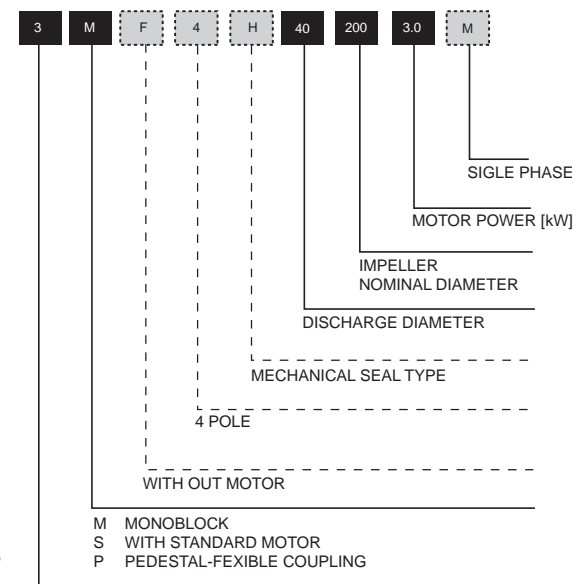 3 M F 4 H 40 200 3.0 M
SIGLE PHASE
MOTOR POWER [kW]
IMPELLER
NOMINAL DIAMETER
DISCHARGE DIAMETER
MECHANICAL SEAL TYPE
4 POLE
WITH OUT MOTOR
M MONOBLOCK
S WITH STANDARD MOTOR
P PEDESTAL-FEXIBLE COUPLING